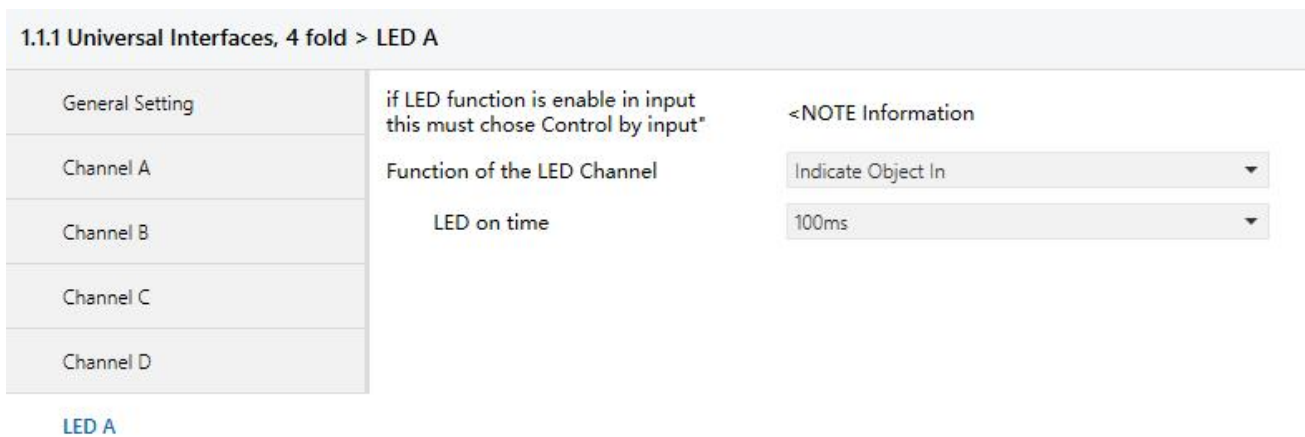 1.1.1 Universal Interfaces, 4 fold > LED A
General Setting
if LED function is enable in input
this must chose Control by input"
<NOTE Information
Channel A
Function of the LED Channel
Indicate Object In
Channel B
LED on time
100ms
Channel C
Channel D
LED A